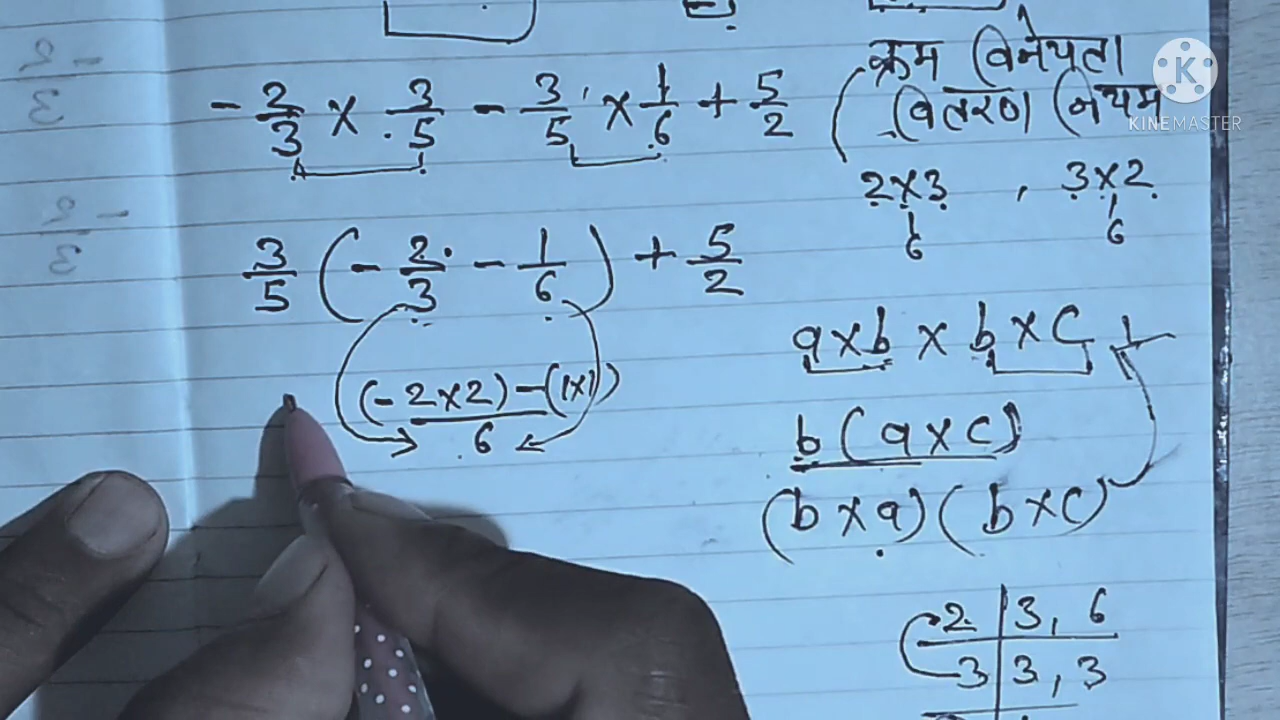 - 2/3 × 3/5 - 3/5 × 1/6 + 5/2
3/5 ( - 2/3 - 1/6 ) + 5/2
(- 2×2) - (1×1)
6
क्रम विनेयता
वितरण नियम
KINEMASTER
2×3 , 3×2
6 6
a×b × b×c
b ( a×c )
(b × a) ( b × c )
2 | 3, 6
3 | 3, 3